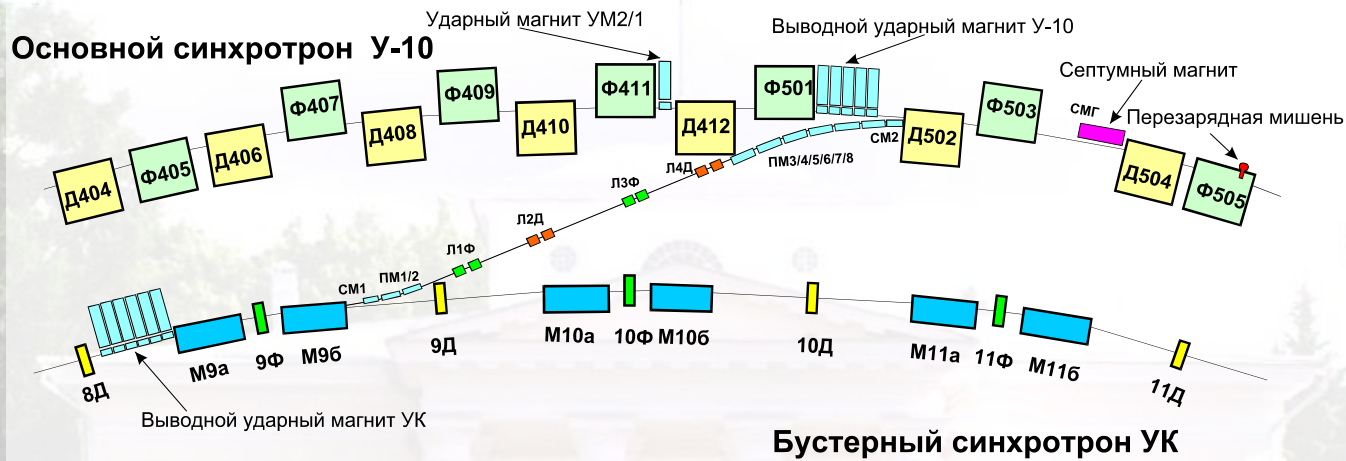 Ударный магнит УМ2/1
Выводной ударный магнит У-10
Основной синхротрон У-10
Септумный магнит
Перезарядная мишень
СМГ
Д404
Ф405
Д406
Ф407
Д408
Ф409
Д410
Ф411
Д412
Ф501
Д502
Ф503
Д504
Ф505
СМ2
ПМ3/4/5/6/7/8
Л4Д
Л3Ф
Л2Д
Л1Ф
ПМ1/2
СМ1
8Д
М9а
9Ф
М9б
9Д
М10а
10Ф
М10б
10Д
М11а
11Ф
М11б
11Д
Выводной ударный магнит УК
Бустерный синхротрон УК